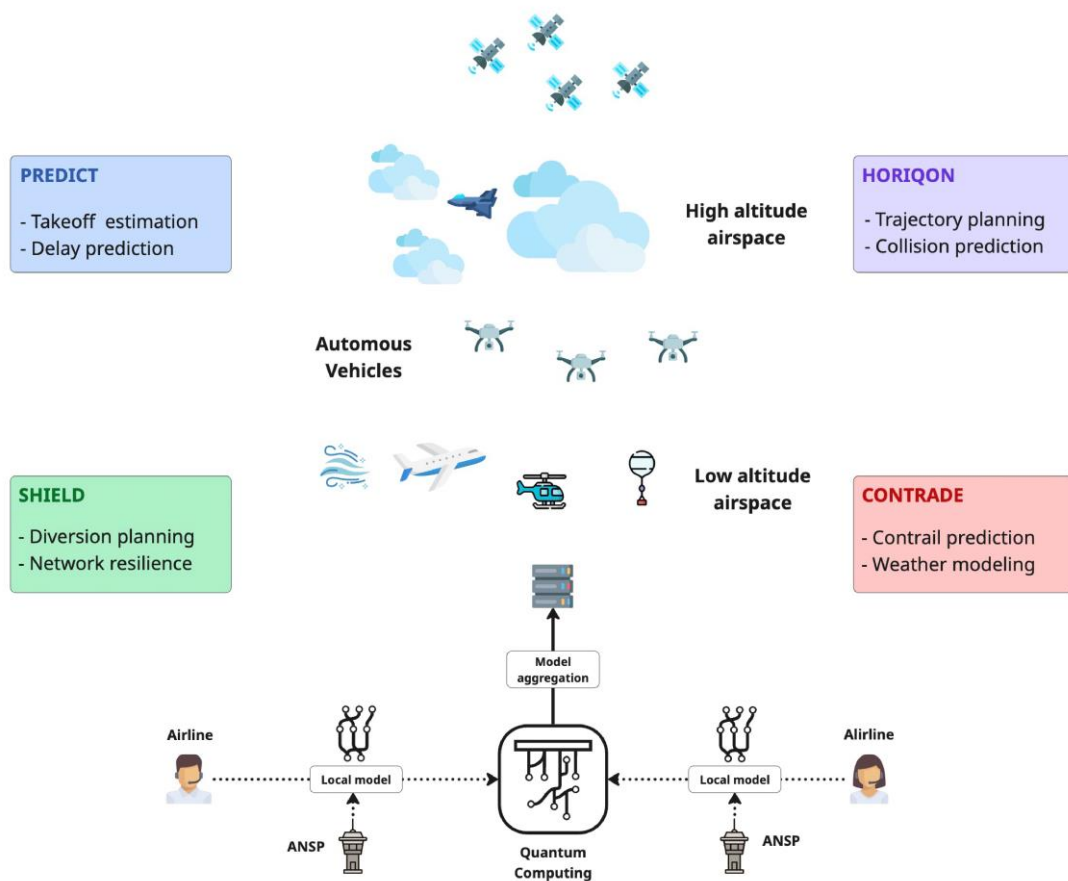 PREDICT
- Takeoff estimation
- Delay prediction
HORIQON
- Trajectory planning
- Collision prediction
High altitude
airspace
Automous
Vehicles
SHIELD
- Diversion planning
- Network resilience
Low altitude
airspace
CONTRADE
- Contrail prediction
- Weather modeling
Model
aggregation
Airline
Alirline
Local model
Local model
ANSP
ANSP
Quantum
Computing